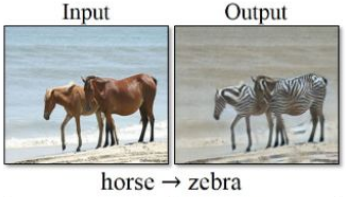 Input Output
horse → zebra